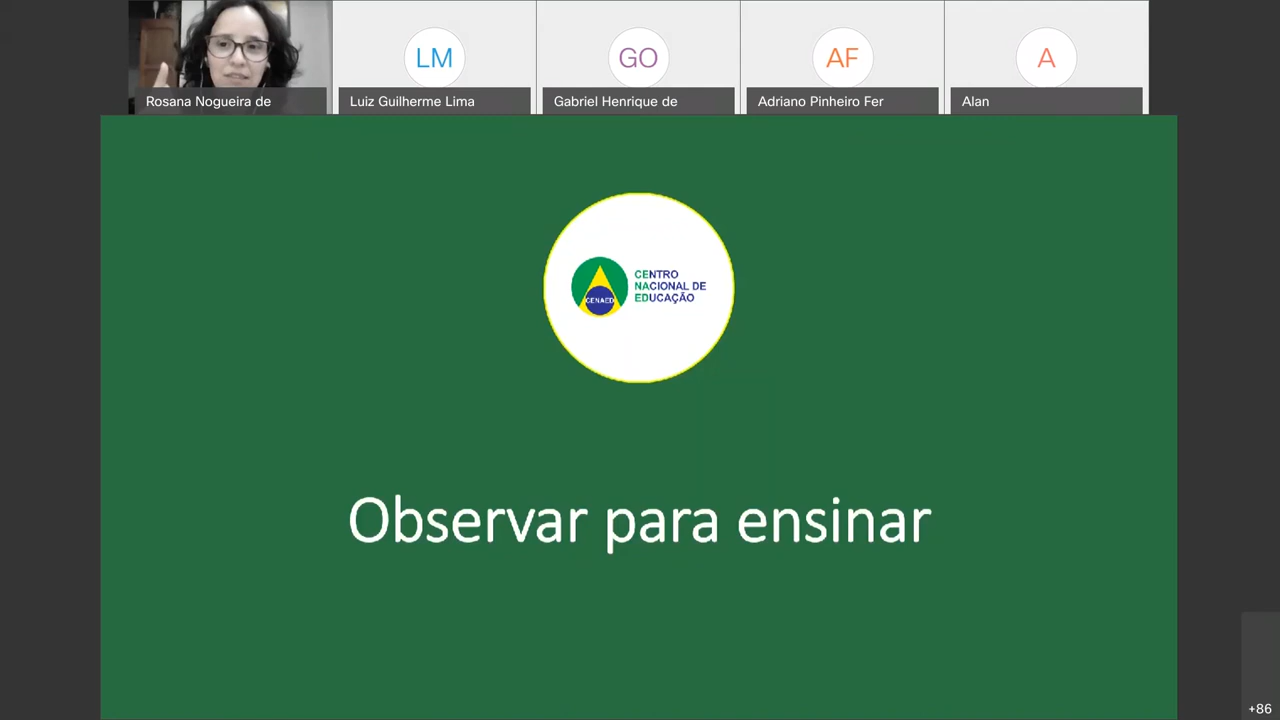 LM
GO
AF
A
Rosana Nogueira de
Luiz Guilherme Lima
Gabriel Henrique de
Adriano Pinheiro Fer
Alan
CENAED
CENTRO
NACIONAL DE
EDUCAÇÃO
Observar para ensinar
+86